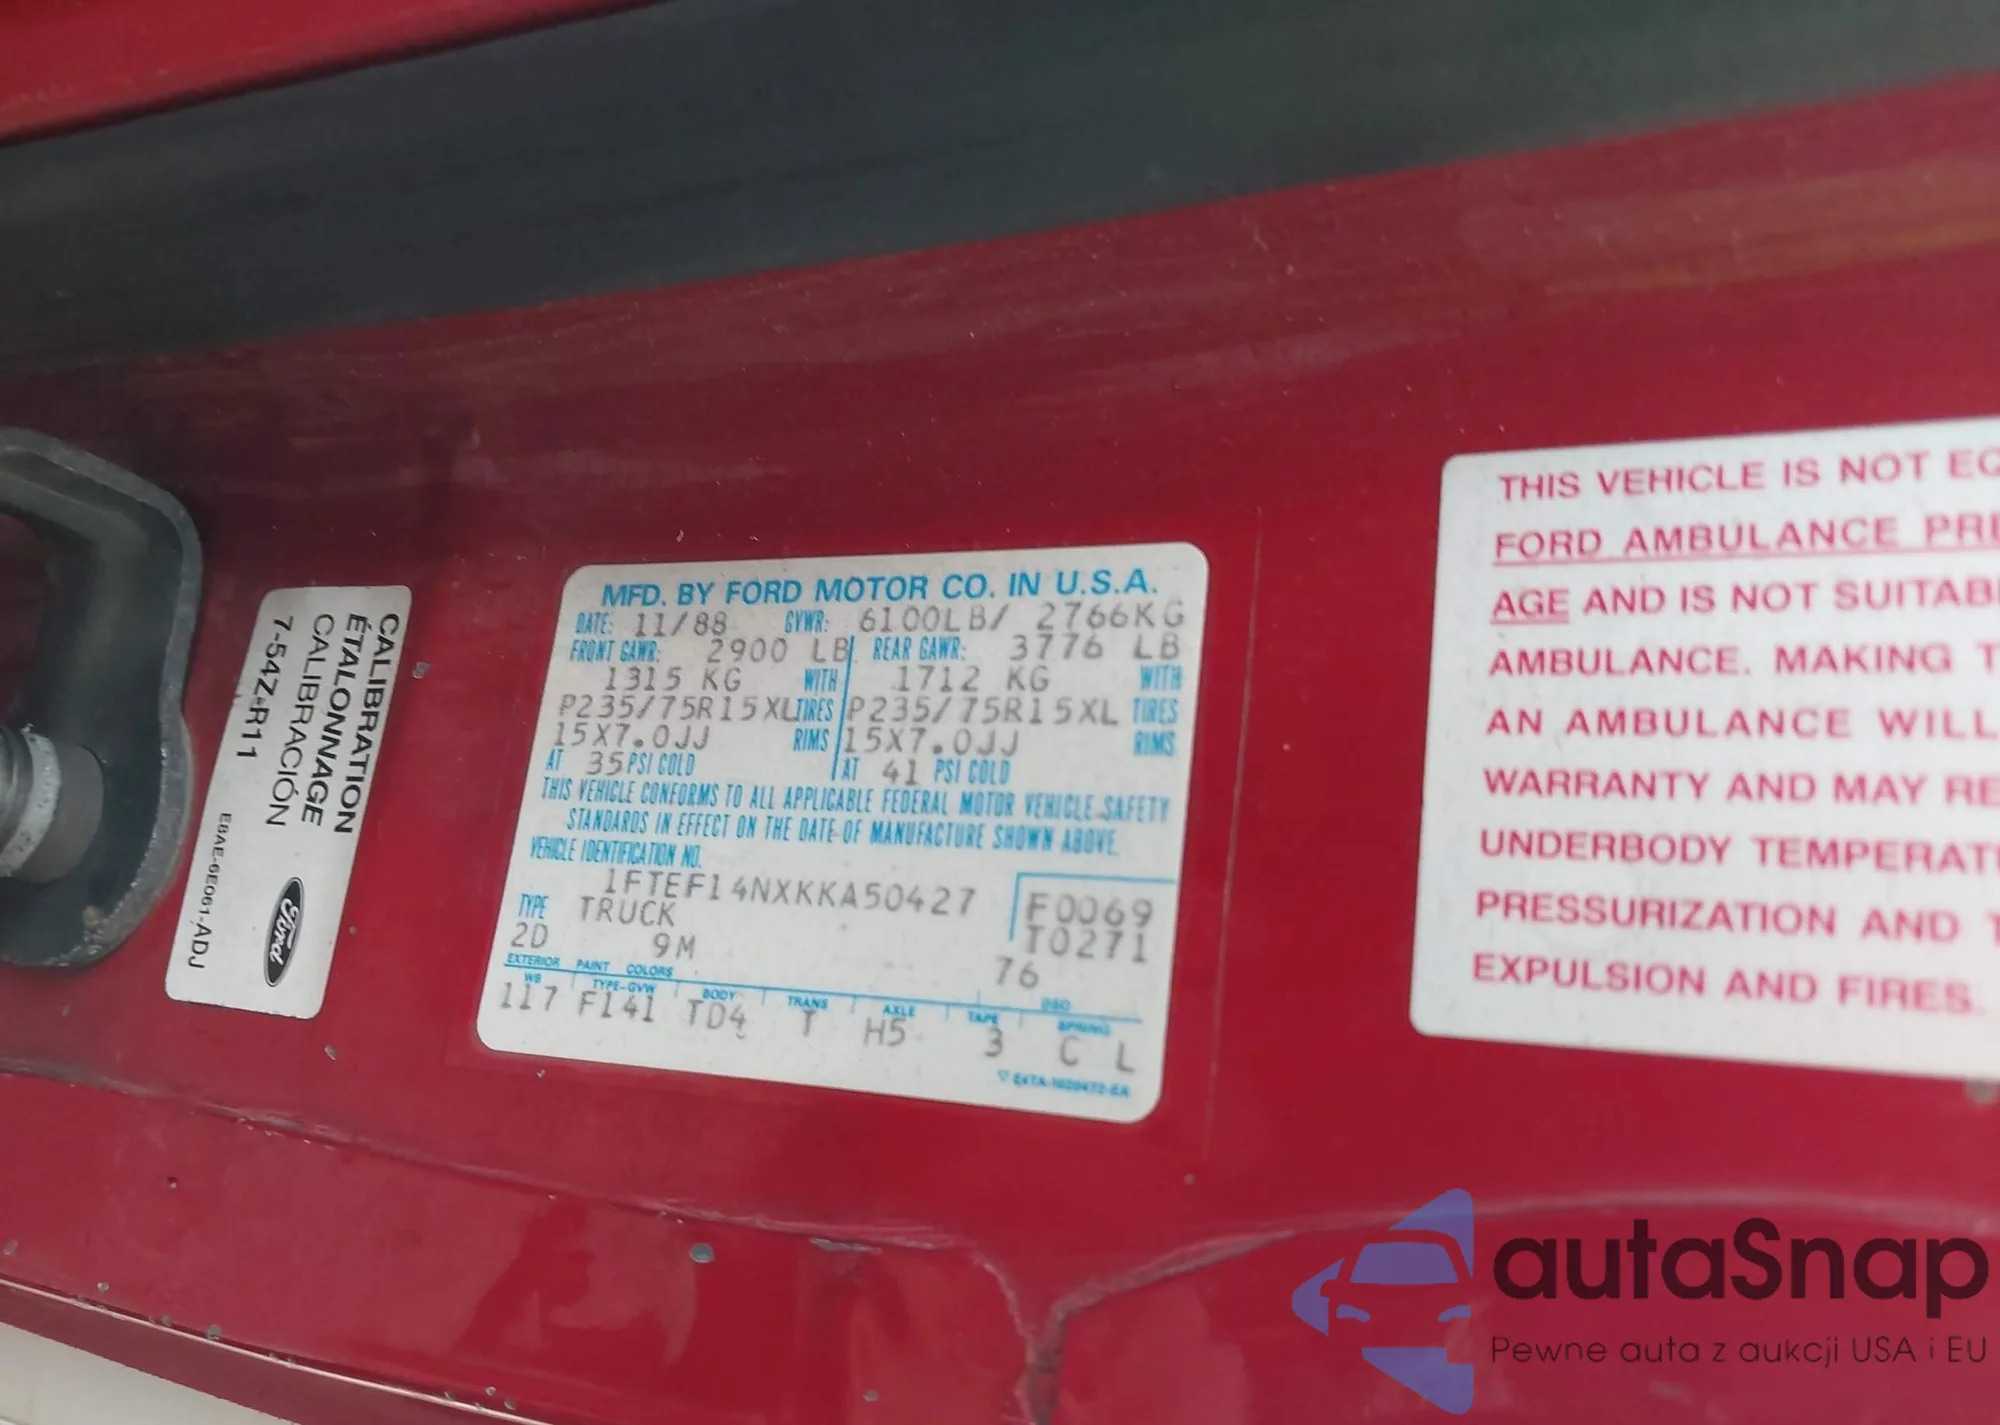 CALIBRATION
ÉTALONNAGE
CALIBRACIÓN
7-54Z-R11
E8AE-6E061-ADJ
Ford
MFD. BY FORD MOTOR CO. IN U.S.A.
DATE: 11/88 GVWR: 6100LB/ 2766KG
FRONT GAWR: 2900 LB REAR GAWR: 3776 LB
1315 KG WITH 1712 KG WITH
P235/75R15XL TIRES P235/75R15XL TIRES
15X7.0JJ RIMS 15X7.0JJ RIMS
AT 35 PSI COLD AT 41 PSI COLD
THIS VEHICLE CONFORMS TO ALL APPLICABLE FEDERAL MOTOR VEHICLE SAFETY
STANDARDS IN EFFECT ON THE DATE OF MANUFACTURE SHOWN ABOVE.
VEHICLE IDENTIFICATION NO.
1FTEF14NXKKA50427 F0069
TYPE TRUCK T0271
2D 9M 76
EXTERIOR PAINT COLORS DSO
WB TYPE-GVW BODY TRANS AXLE TAPE SPRING
117 F141 TD4 T H5 3 C L
THIS VEHICLE IS NOT EQ
FORD AMBULANCE PRE
AGE AND IS NOT SUITAB
AMBULANCE. MAKING T
AN AMBULANCE WILL
WARRANTY AND MAY RE
UNDERBODY TEMPERAT
PRESSURIZATION AND T
EXPULSION AND FIRES.
autaSnap
Pewne auta z aukcji USA i EU